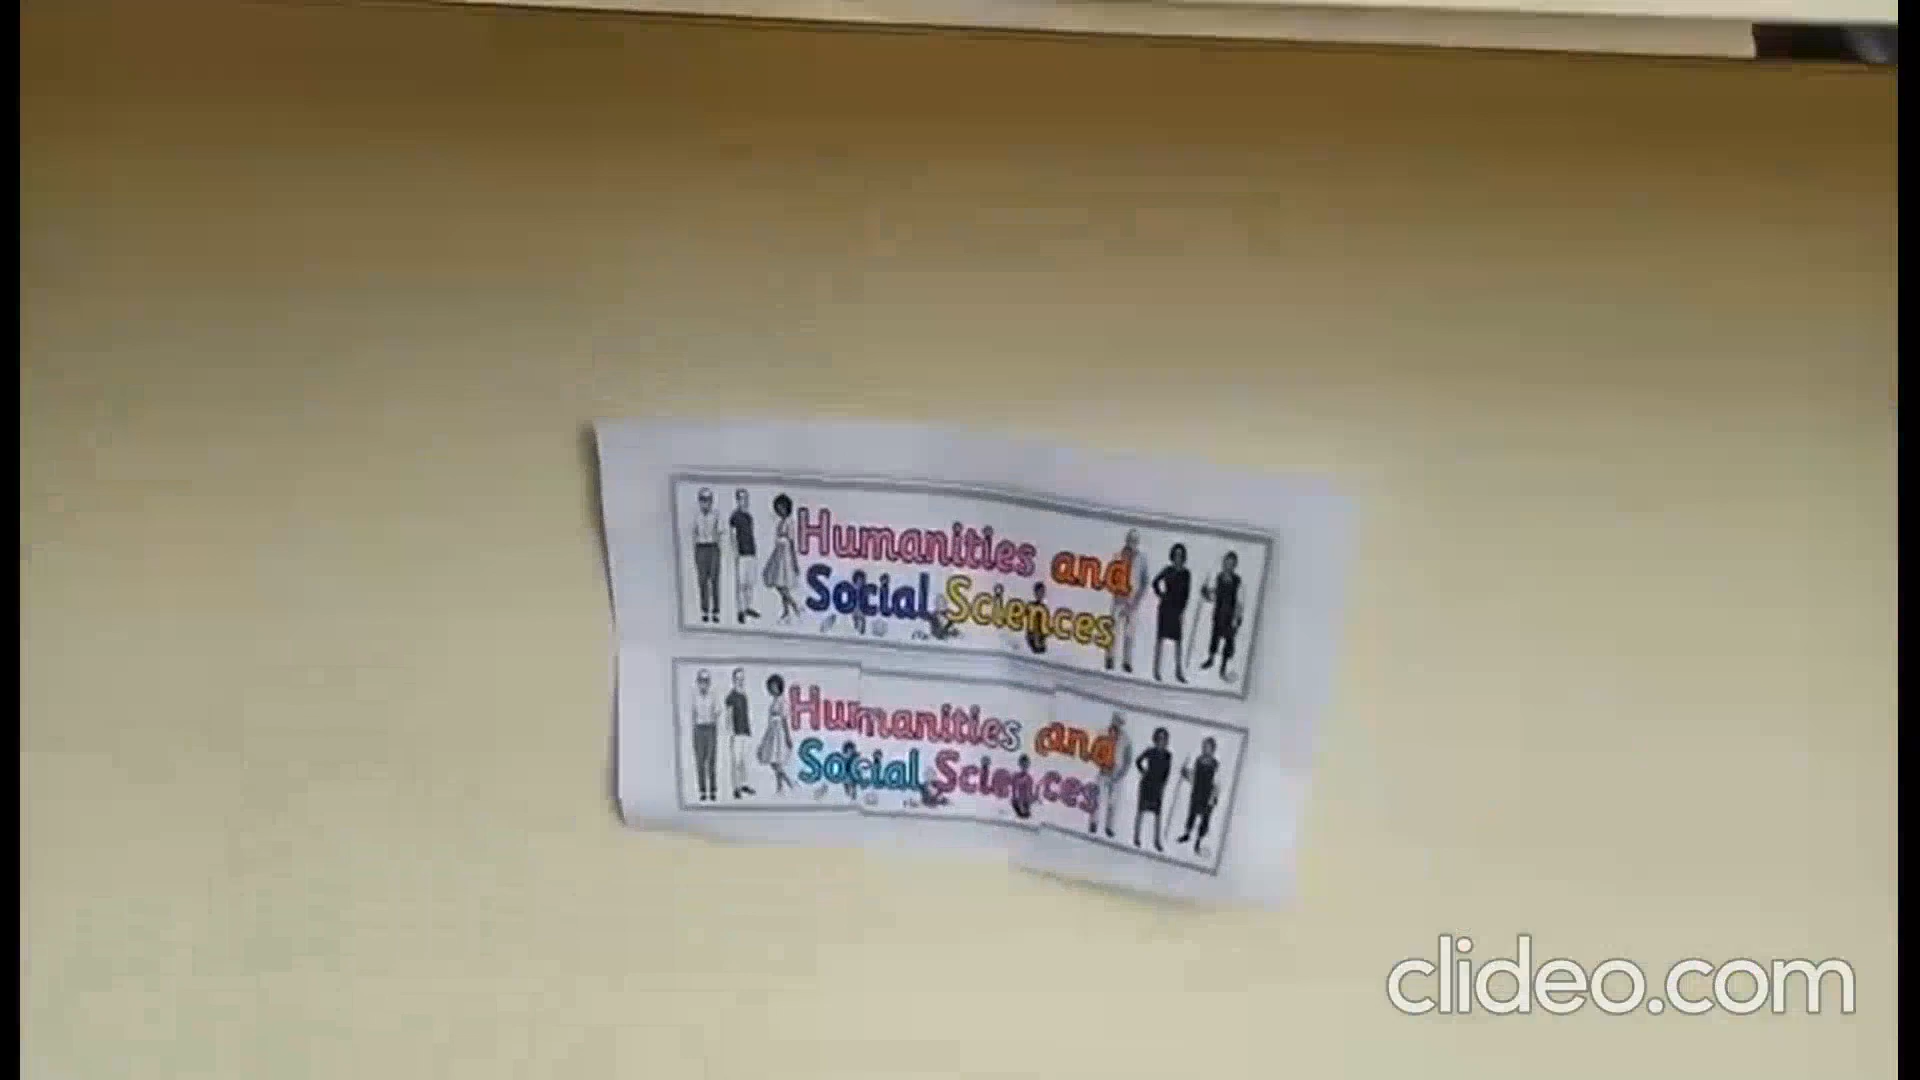 Humanities and
Social Sciences
Humanities and
Social Sciences
clideo.com